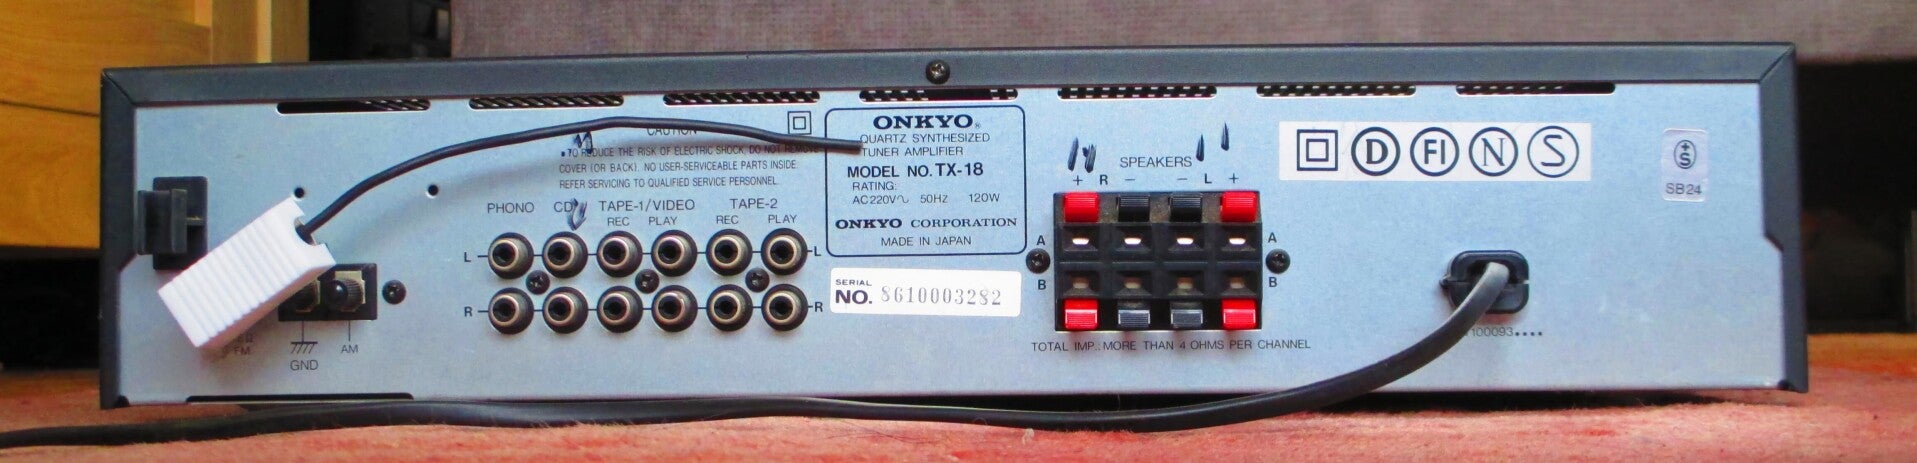 ONKYO®
QUARTZ SYNTHESIZED
TUNER AMPLIFIER
MODEL NO. TX-18
RATING:
AC 220V~ 50HZ 120W
ONKYO CORPORATION
MADE IN JAPAN
CAUTION
TO REDUCE THE RISK OF ELECTRIC SHOCK, DO NOT REMOVE
COVER (OR BACK). NO USER-SERVICEABLE PARTS INSIDE.
REFER SERVICING TO QUALIFIED SERVICE PERSONNEL.
PHONO CD TAPE-1/VIDEO TAPE-2
REC PLAY REC PLAY
L L
R R
FM
GND
AM
SERIAL
NO. 8610003282
SPEAKERS
+ R − − L +
A A
B B
TOTAL IMP.: MORE THAN 4 OHMS PER CHANNEL
D FI N S
+
S
SB24
100093....